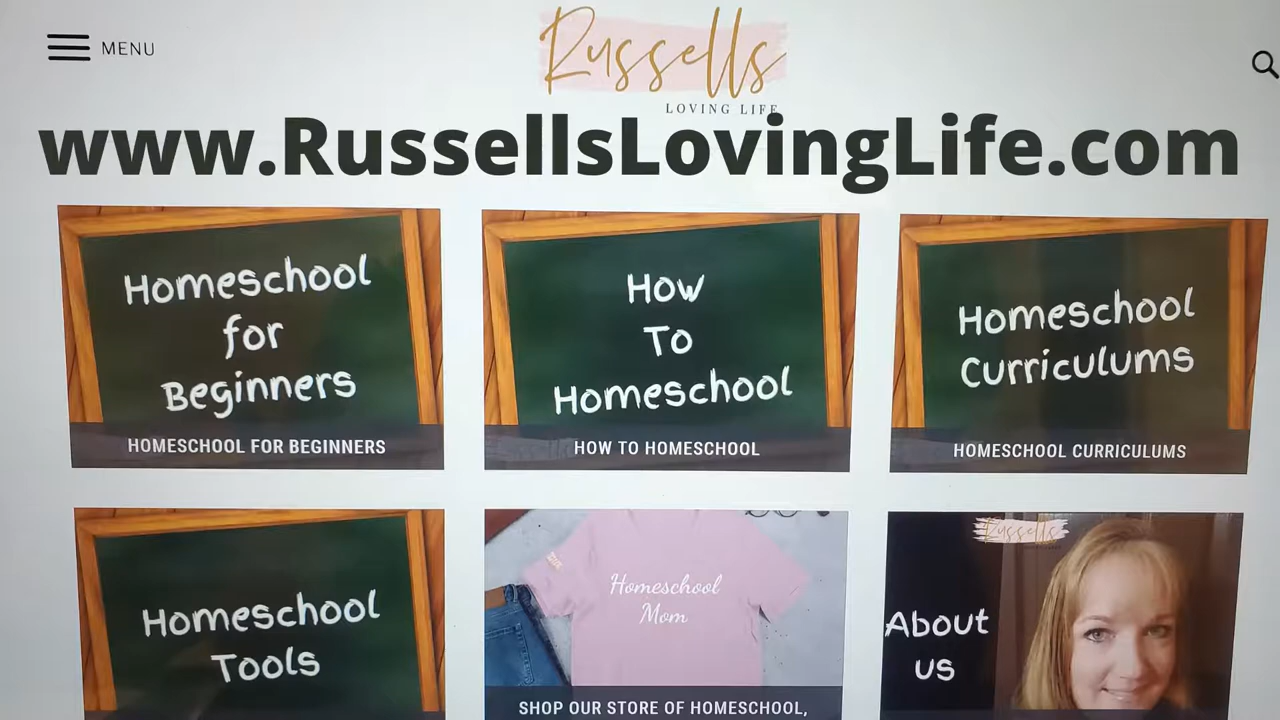 MENU
Russells
LOVING LIFE
www.RussellsLovingLife.com
Homeschool
for
Beginners
HOMESCHOOL FOR BEGINNERS
How
To
Homeschool
HOW TO HOMESCHOOL
Homeschool
Curriculums
HOMESCHOOL CURRICULUMS
Homeschool
Tools
Homeschool
Mom
SHOP OUR STORE OF HOMESCHOOL,
Russells
About
us